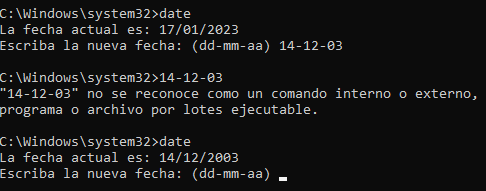 C:\Windows\system32>date
La fecha actual es: 17/01/2023
Escriba la nueva fecha: (dd-mm-aa) 14-12-03
C:\Windows\system32>14-12-03
"14-12-03" no se reconoce como un comando interno o externo,
programa o archivo por lotes ejecutable.
C:\Windows\system32>date
La fecha actual es: 14/12/2003
Escriba la nueva fecha: (dd-mm-aa)